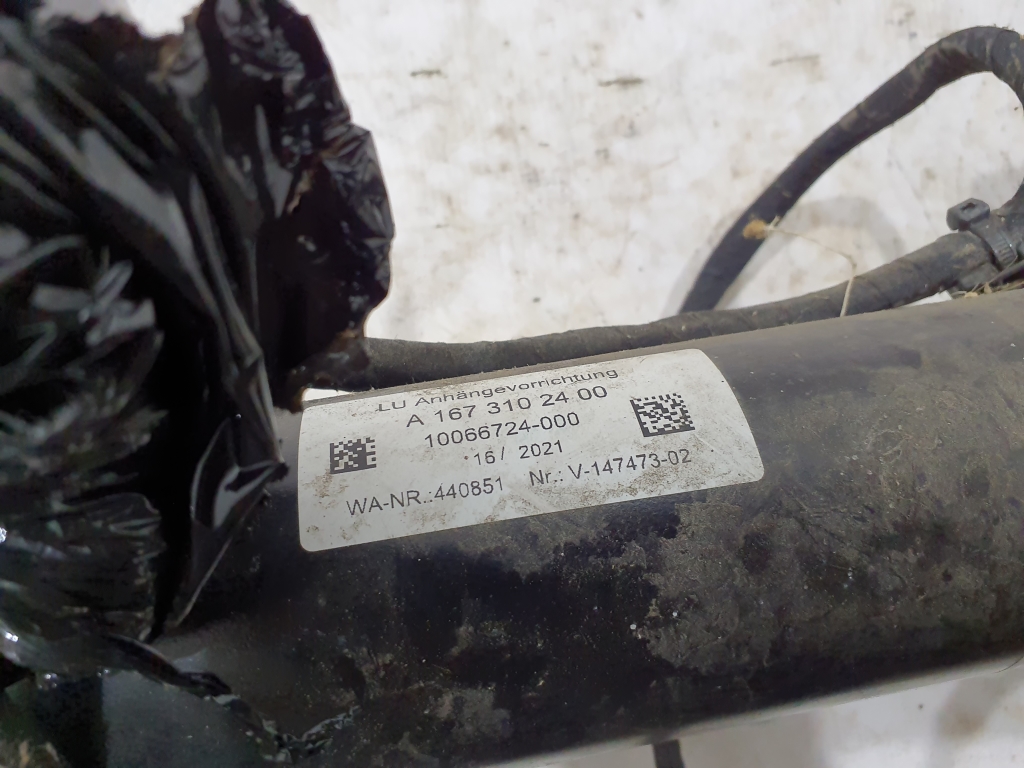 LU Anhängevorrichtung
A 167 310 24 00
10066724-000
16/ 2021
WA-NR.:440851 Nr.: V-147473-02